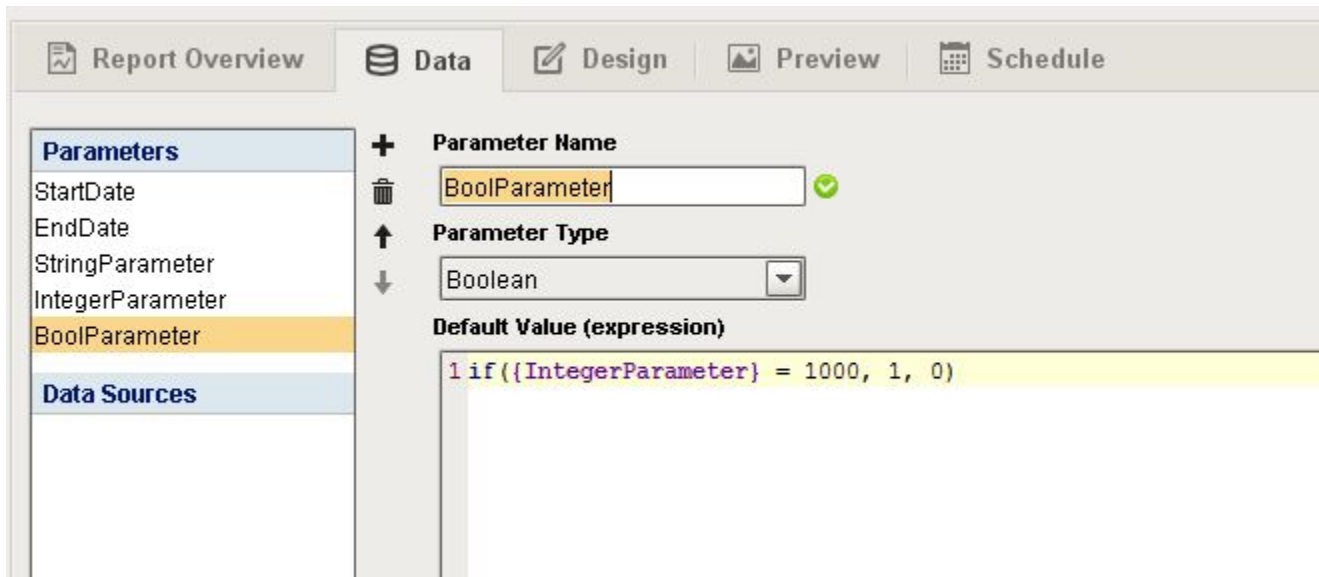 Report Overview Data Design Preview Schedule
Parameters
StartDate
EndDate
StringParameter
IntegerParameter
BoolParameter
Data Sources
Parameter Name
BoolParameter
Parameter Type
Boolean
Default Value (expression)
1 if({IntegerParameter} = 1000, 1, 0)